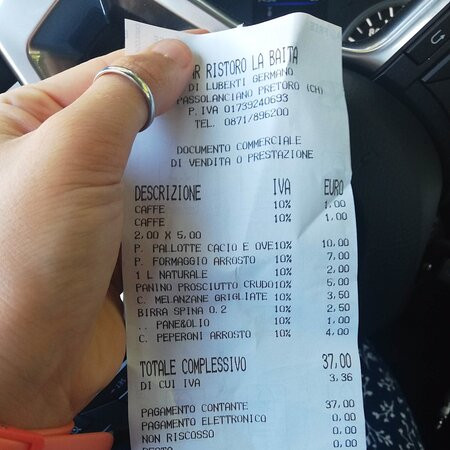 R RISTORO LA BAITA
DI LUBERTI GERMANO
PASSOLANCIANO PRETORO (CH)
P. IVA 01739240693
TEL. 0871/896200
DOCUMENTO COMMERCIALE
DI VENDITA O PRESTAZIONE
DESCRIZIONE IVA EURO
CAFFE 10% 1,00
CAFFE 10% 1,00
2,00 X 5,00
P. PALLOTTE CACIO E OVE10% 10,00
P. FORMAGGIO ARROSTO 10% 7,00
1 L NATURALE 10% 2,00
PANINO PROSCIUTTO CRUDO10% 5,00
C. MELANZANE GRIGLIATE 10% 3,50
BIRRA SPINA 0.2 10% 2,50
.. PANE&OLIO 10% 1,00
C. PEPERONI ARROSTO 10% 4,00
TOTALE COMPLESSIVO 37,00
DI CUI IVA 3,36
PAGAMENTO CONTANTE 37,00
PAGAMENTO ELETTRONICO 0,00
NON RISCOSSO 0,00
0,00